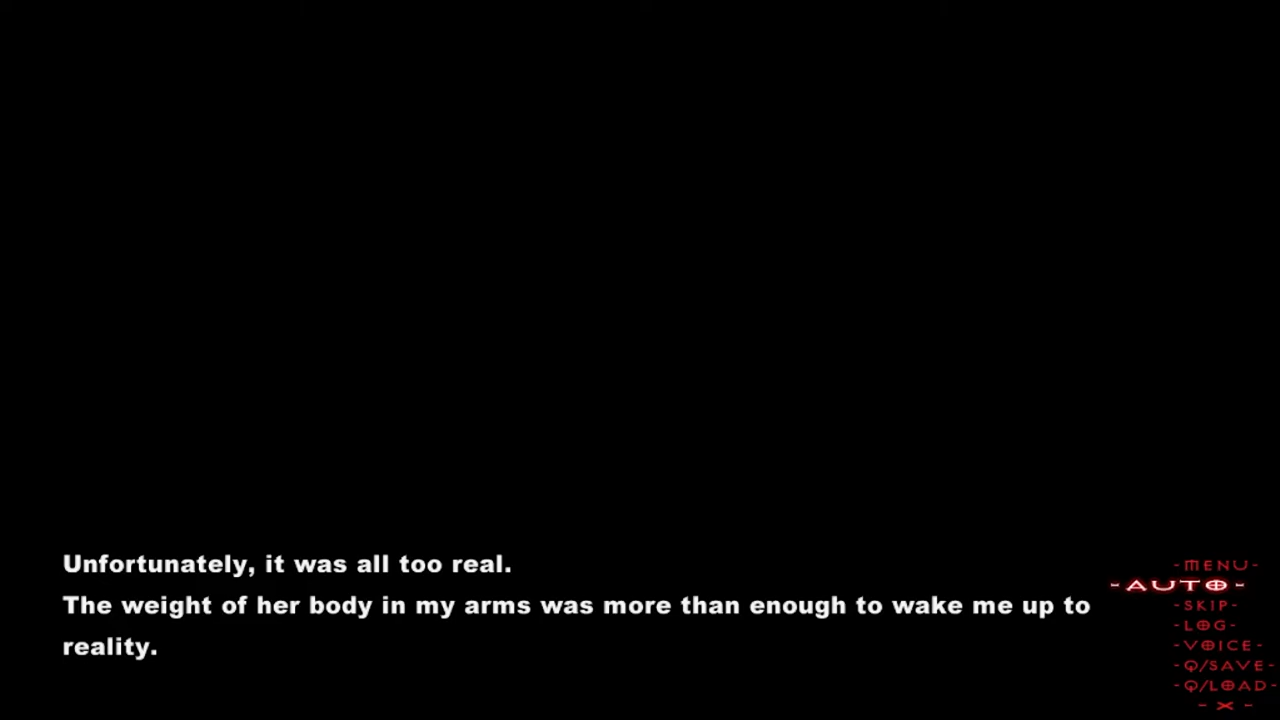 Unfortunately, it was all too real.
The weight of her body in my arms was more than enough to wake me up to
reality.
-MENU-
-AUTO-
-SKIP-
-LOG-
-VOICE-
-Q/SAVE-
-Q/LOAD-
-X-